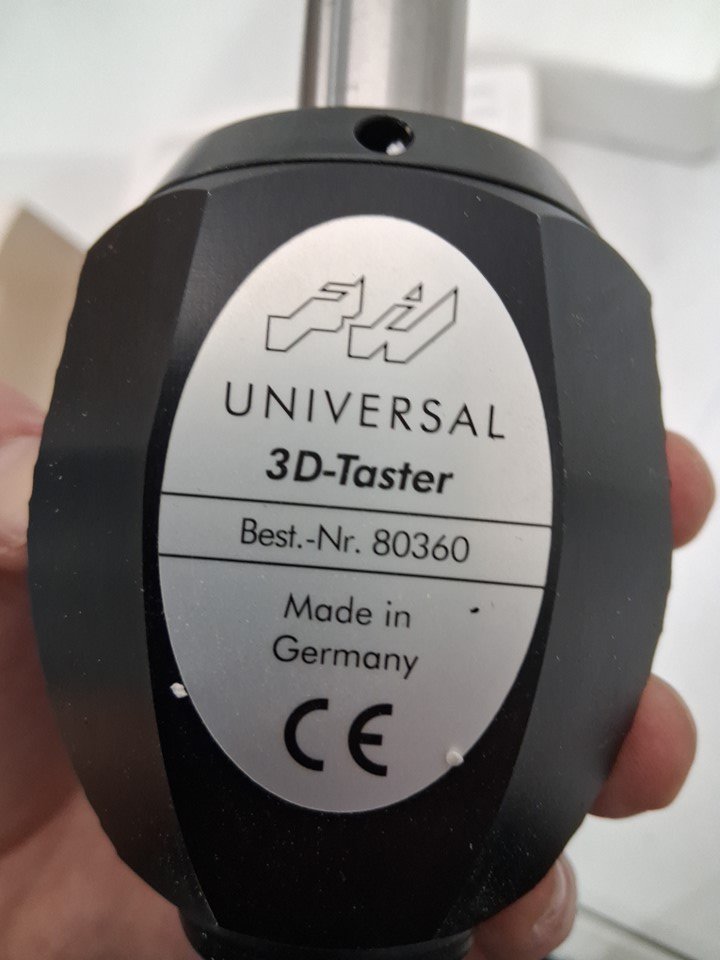 UNIVERSAL
3D-Taster
Best.-Nr. 80360
Made in
Germany
CE